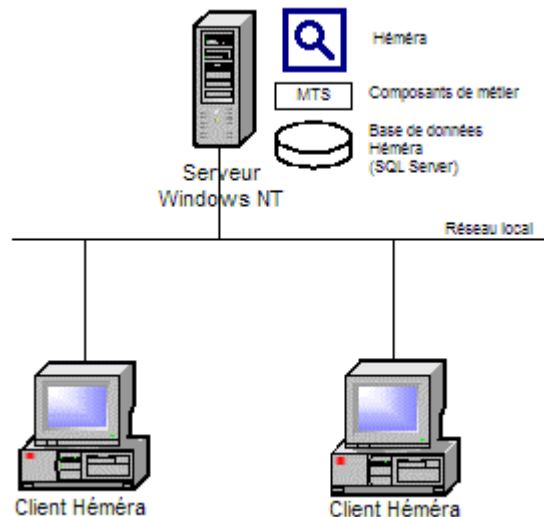 Héméra
MTS
Composants de métier
Base de données
Héméra
(SQL Server)
Serveur
Windows NT
Réseau local
Client Héméra
Client Héméra